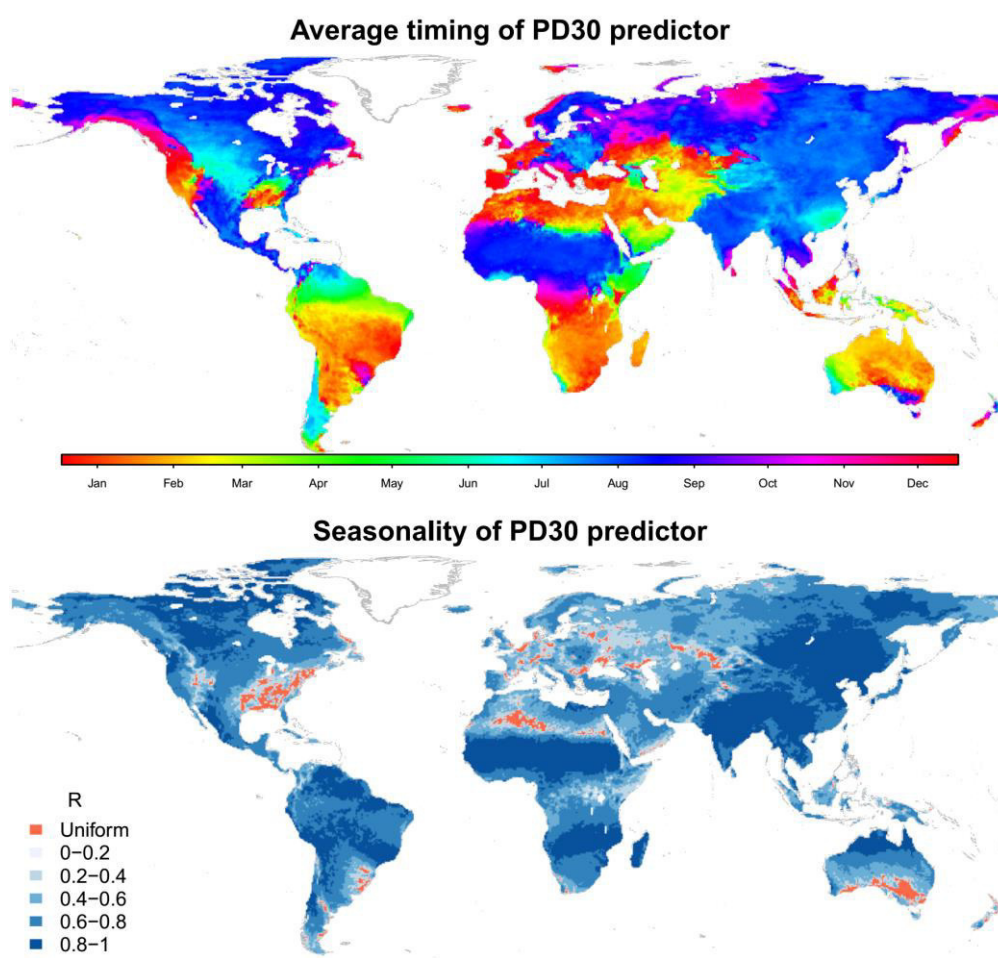 Average timing of PD30 predictor
Jan Feb Mar Apr May Jun Jul Aug Sep Oct Nov Dec
Seasonality of PD30 predictor
R
Uniform
0−0.2
0.2−0.4
0.4−0.6
0.6−0.8
0.8−1